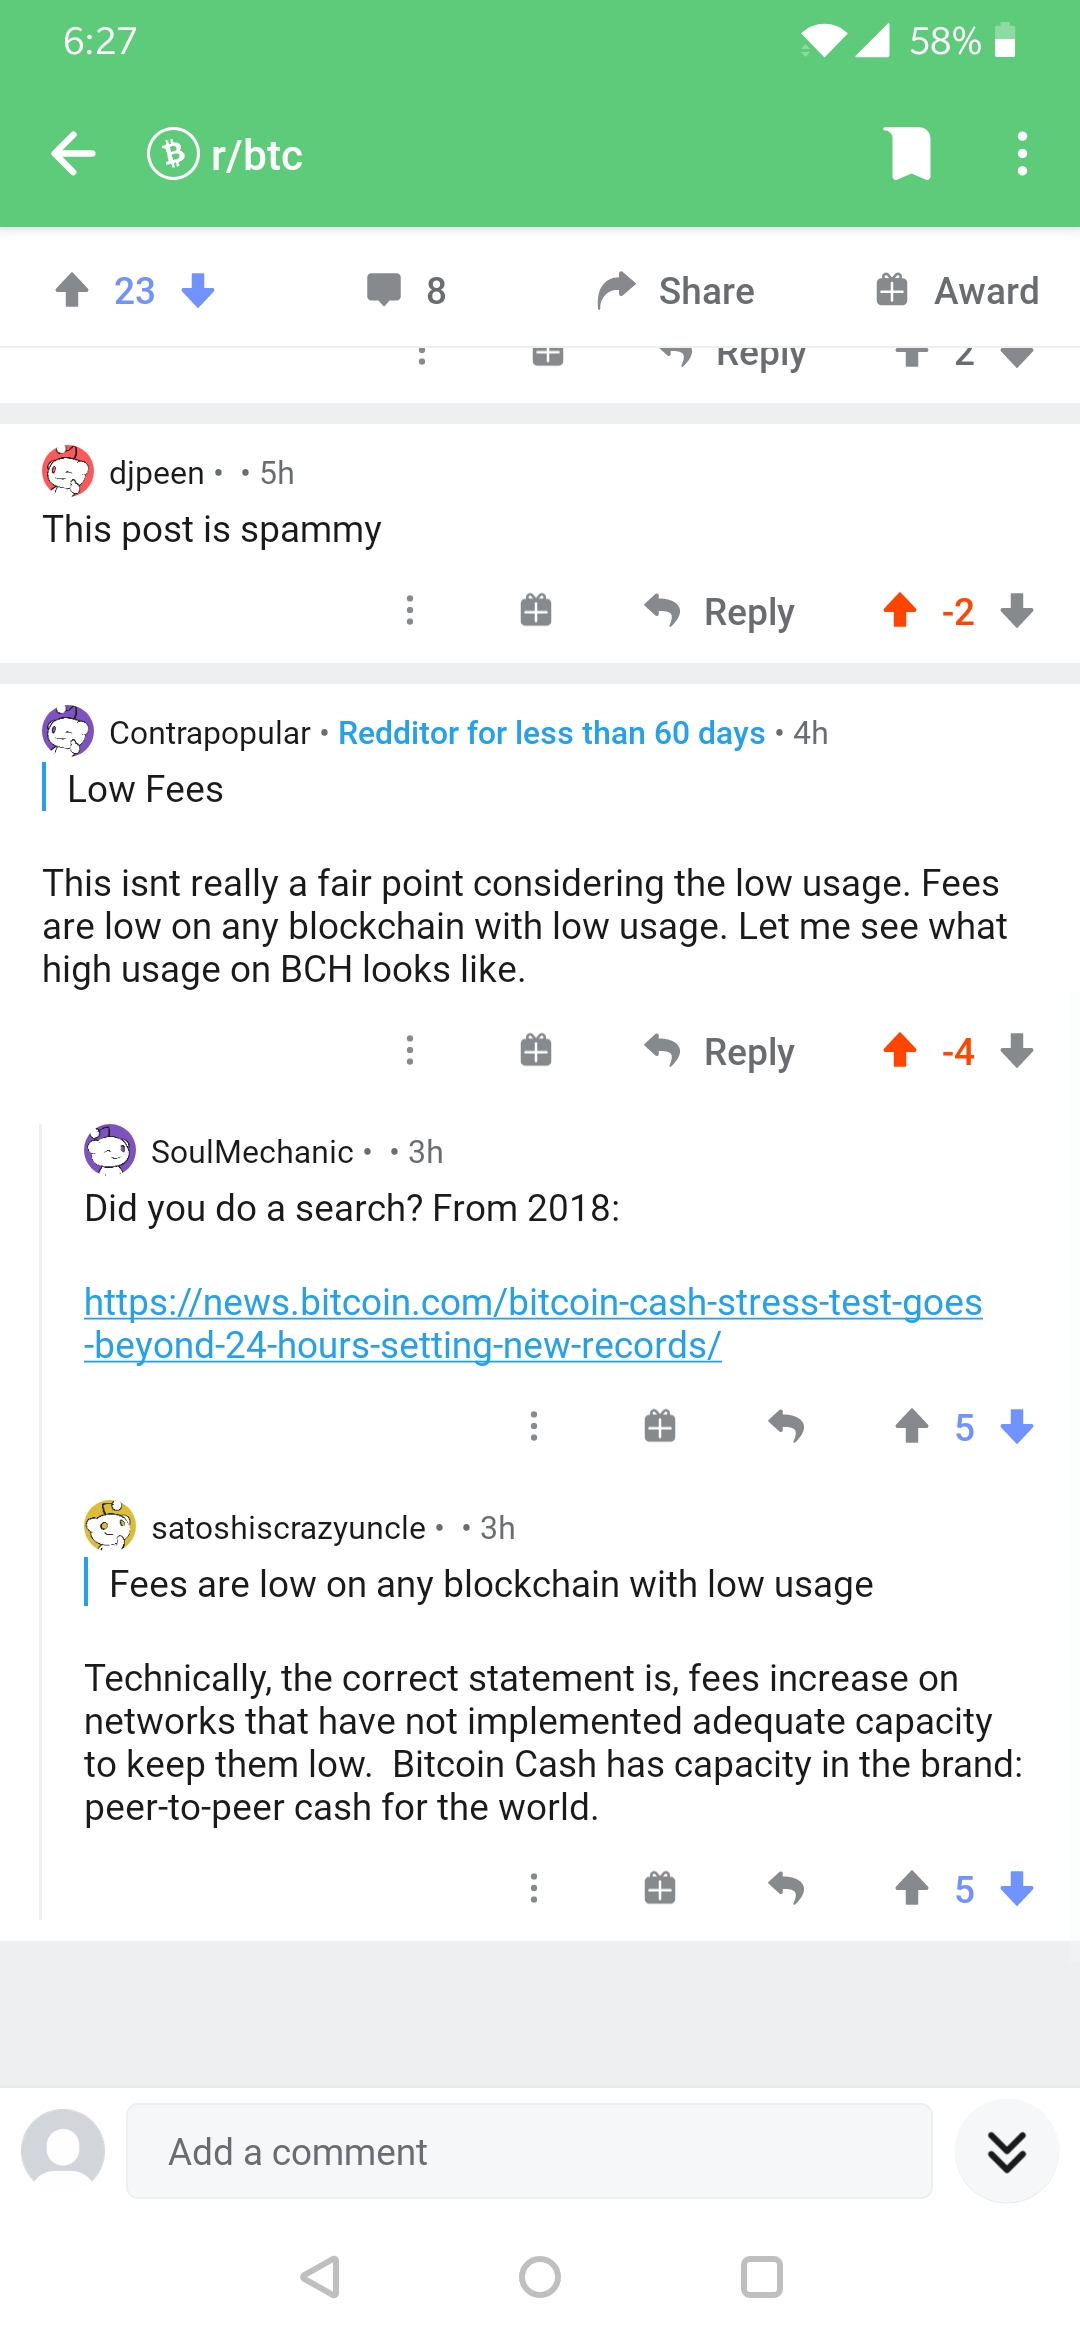 6:27
58%
r/btc
23
8
Share
Award
Reply
2
djpeen • • 5h
This post is spammy
Reply
-2
Contrapopular • Redditor for less than 60 days • 4h
Low Fees
This isnt really a fair point considering the low usage. Fees
are low on any blockchain with low usage. Let me see what
high usage on BCH looks like.
Reply
-4
SoulMechanic • • 3h
Did you do a search? From 2018:
https://news.bitcoin.com/bitcoin-cash-stress-test-goes
-beyond-24-hours-setting-new-records/
5
satoshiscrazyuncle • • 3h
Fees are low on any blockchain with low usage
Technically, the correct statement is, fees increase on
networks that have not implemented adequate capacity
to keep them low.  Bitcoin Cash has capacity in the brand:
peer-to-peer cash for the world.
5
Add a comment